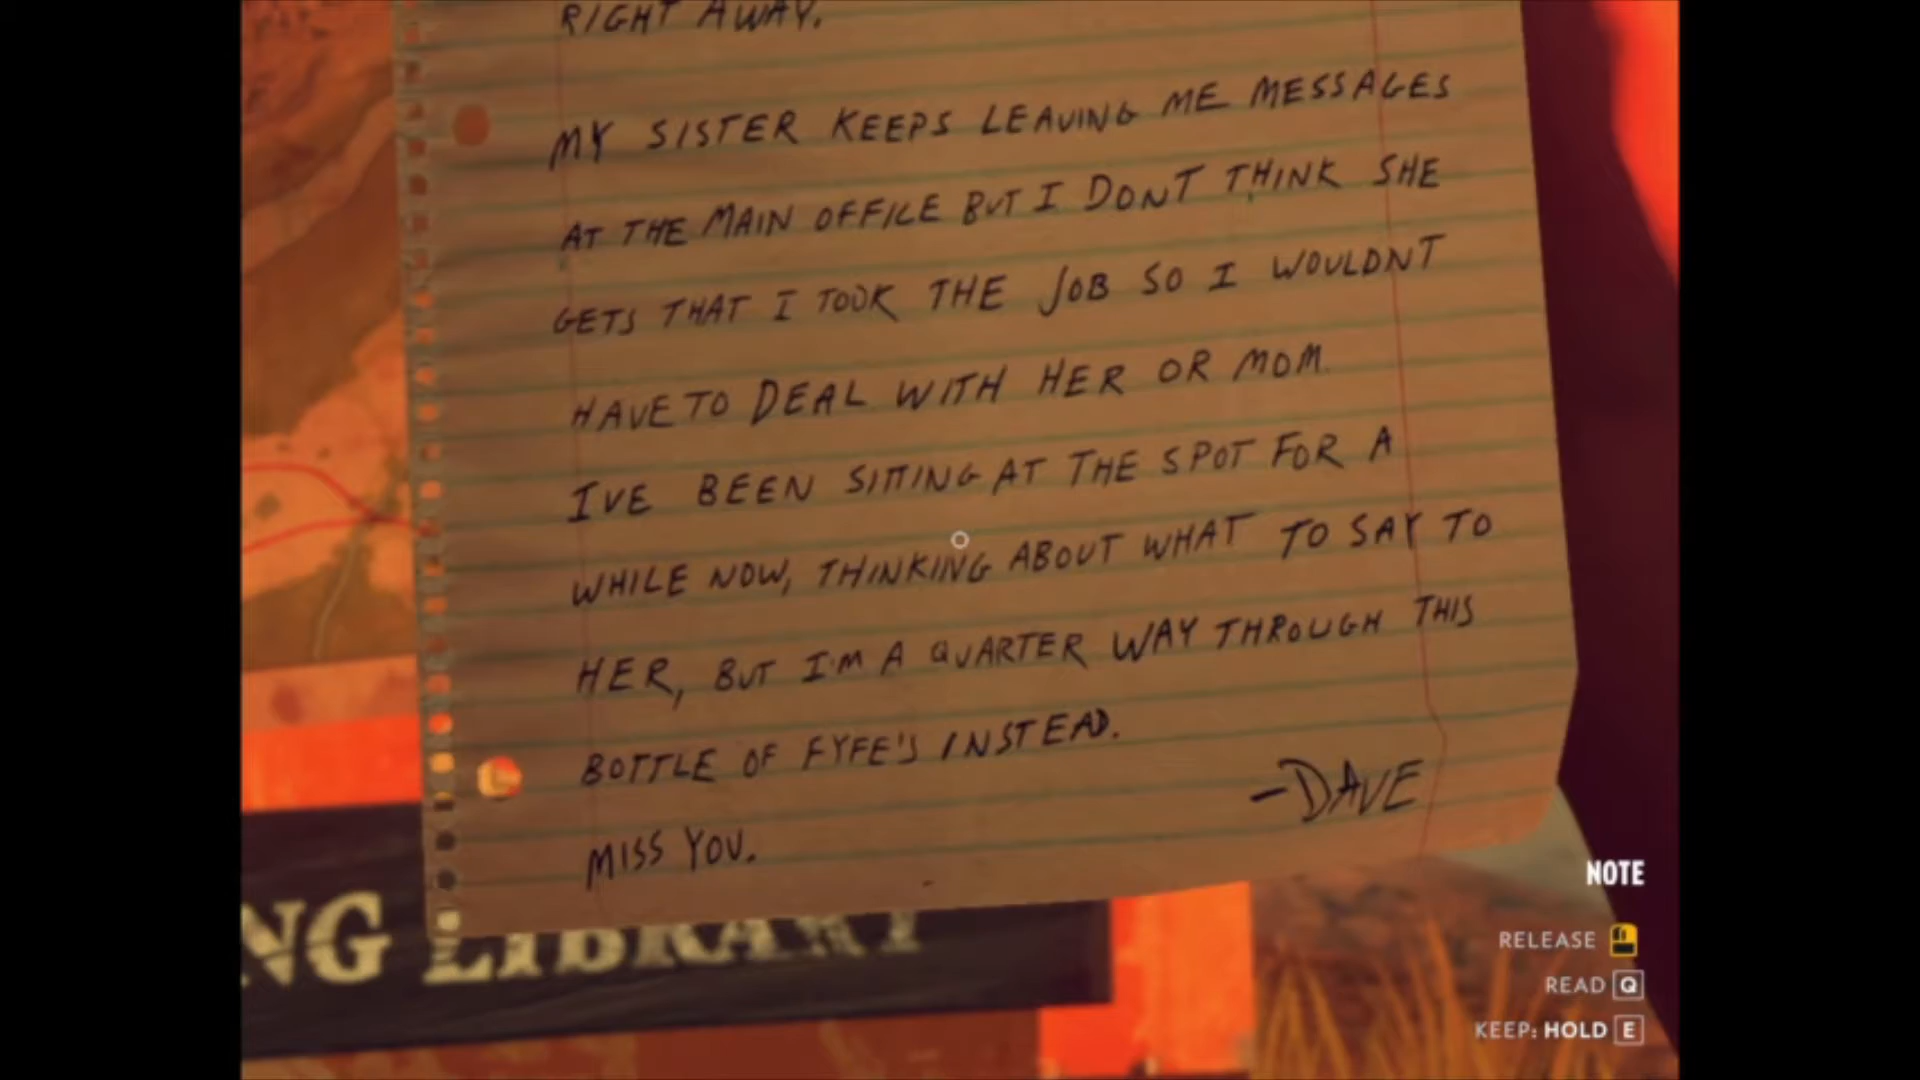 RIGHT AWAY.
MY SISTER KEEPS LEAVING ME MESSAGES
AT THE MAIN OFFICE BUT I DONT THINK SHE
GETS THAT I TOOK THE JOB SO I WOULDNT
HAVE TO DEAL WITH HER OR MOM.
IVE BEEN SITTING AT THE SPOT FOR A
WHILE NOW, THINKING ABOUT WHAT TO SAY TO
HER, BUT I'M A QUARTER WAY THROUGH THIS
BOTTLE OF FYFE'S INSTEAD.
-DAVE
MISS YOU.
NG LIBRARY
NOTE
RELEASE
READ Q
KEEP: HOLD E